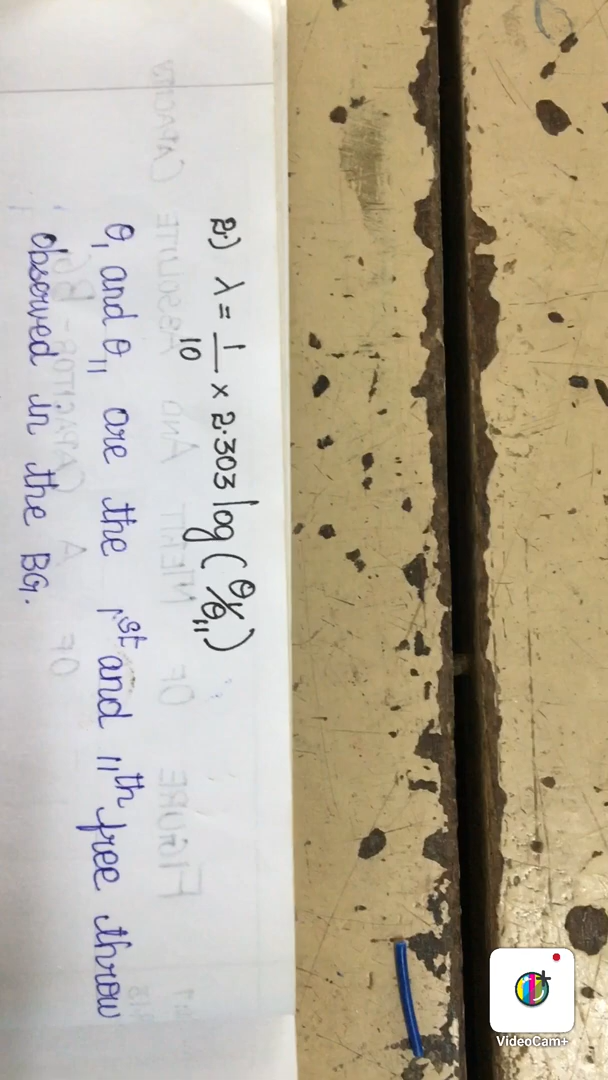 2.) λ = 1/10 × 2.303 log (θ₁/θ₁₁)
θ₁ and θ₁₁ are the 1st and 11th free throw
observed in the BG.
VideoCam+